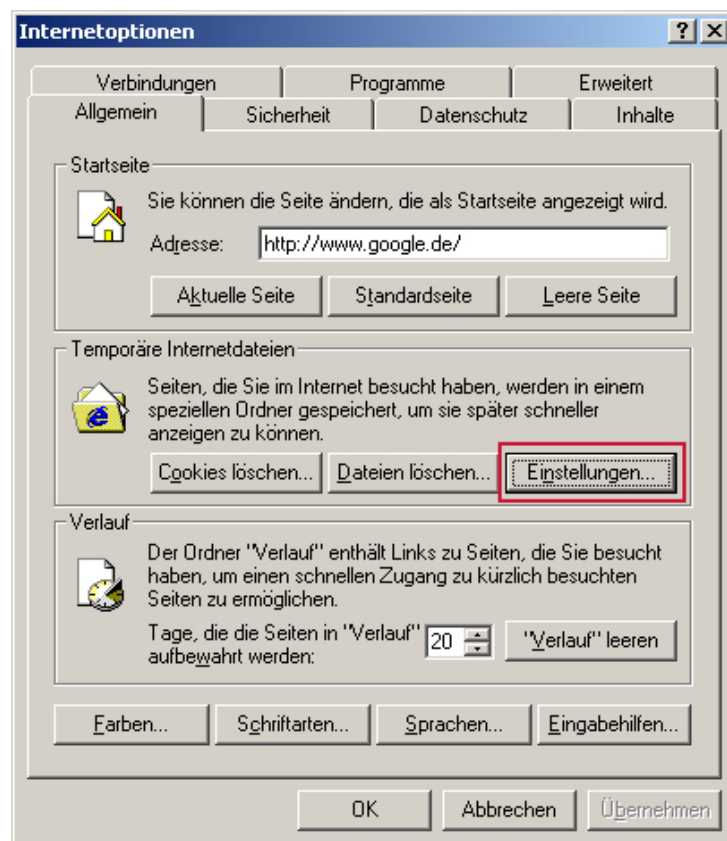 Internetoptionen
Verbindungen Programme Erweitert
Allgemein Sicherheit Datenschutz Inhalte
Startseite
Sie können die Seite ändern, die als Startseite angezeigt wird.
Adresse: http://www.google.de/
Aktuelle Seite Standardseite Leere Seite
Temporäre Internetdateien
Seiten, die Sie im Internet besucht haben, werden in einem
speziellen Ordner gespeichert, um sie später schneller
anzeigen zu können.
Cookies löschen... Dateien löschen... Einstellungen...
Verlauf
Der Ordner "Verlauf" enthält Links zu Seiten, die Sie besucht
haben, um einen schnellen Zugang zu kürzlich besuchten
Seiten zu ermöglichen.
Tage, die die Seiten in "Verlauf"
aufbewahrt werden: 20 "Verlauf" leeren
Farben... Schriftarten... Sprachen... Eingabehilfen...
OK Abbrechen Übernehmen